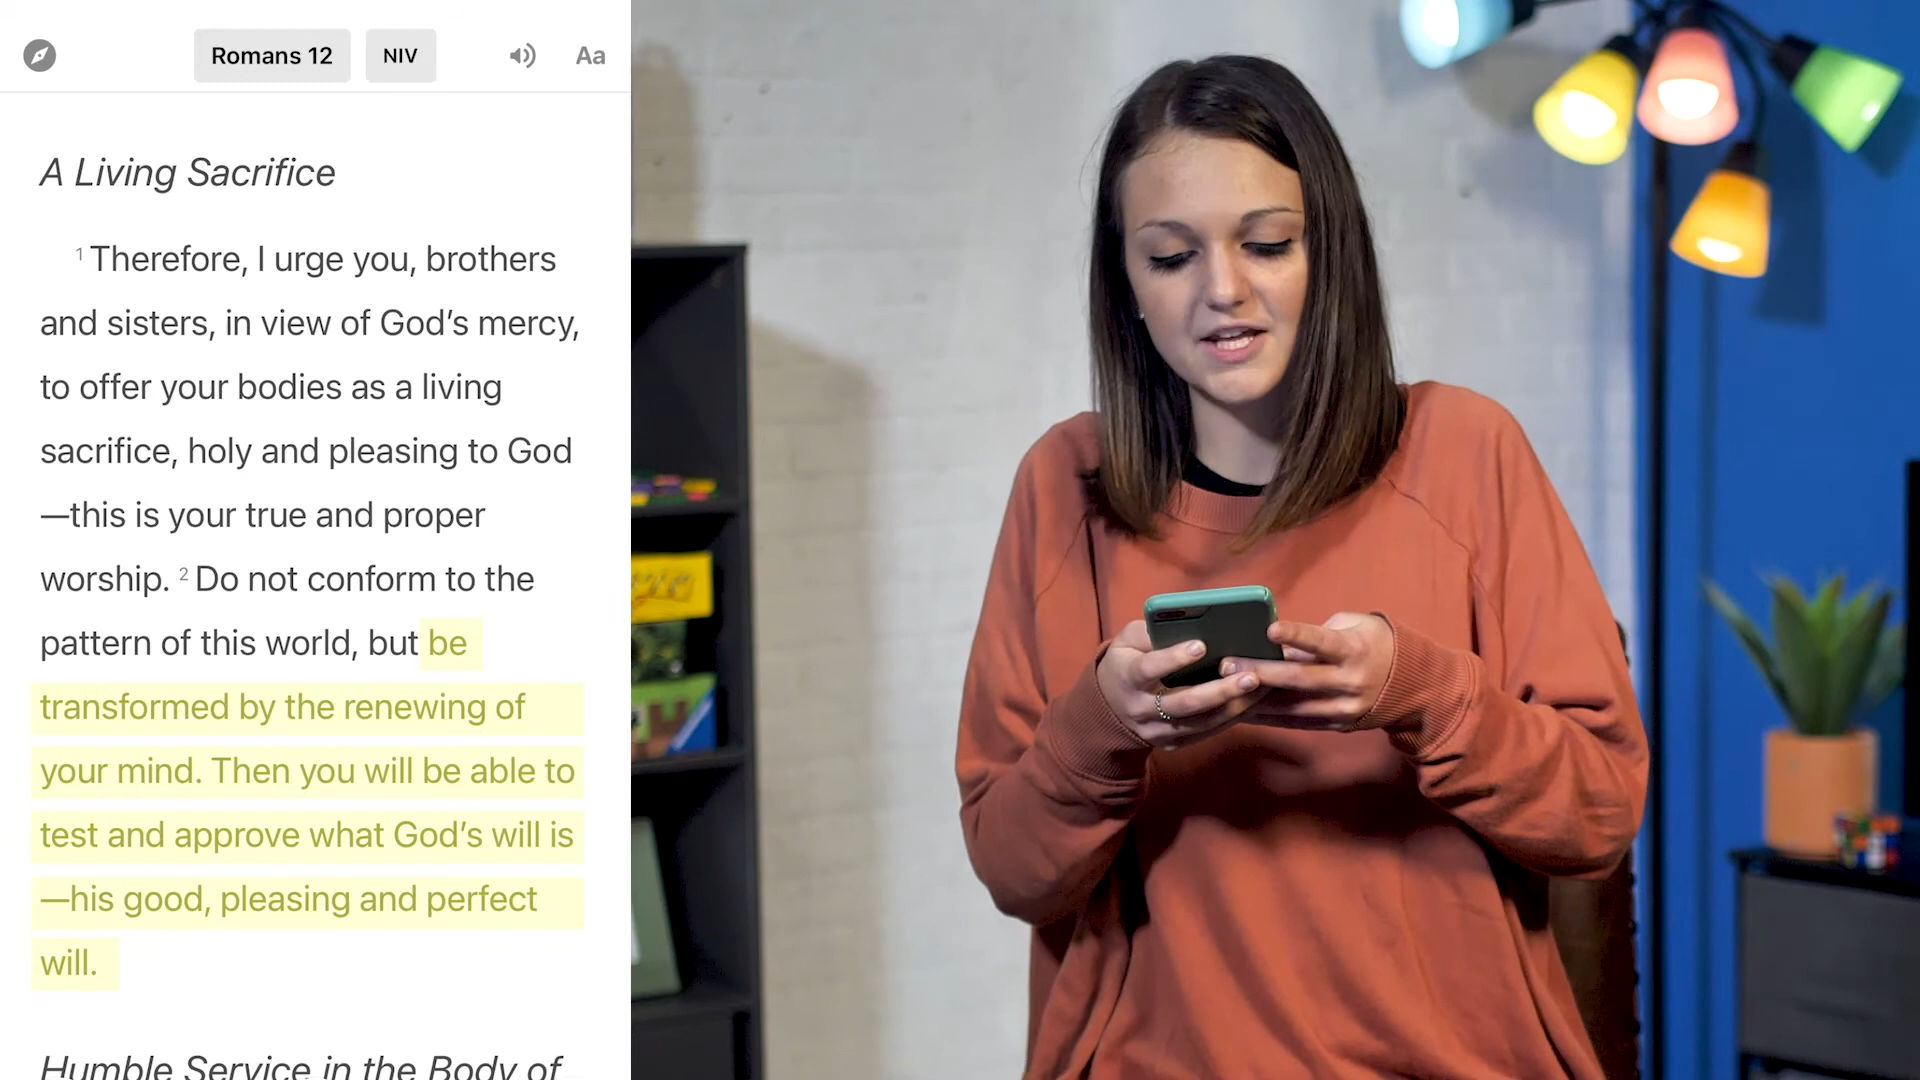 Romans 12 NIV Aa
A Living Sacrifice
1 Therefore, I urge you, brothers
and sisters, in view of God’s mercy,
to offer your bodies as a living
sacrifice, holy and pleasing to God
—this is your true and proper
worship. 2 Do not conform to the
pattern of this world, but be
transformed by the renewing of
your mind. Then you will be able to
test and approve what God’s will is
—his good, pleasing and perfect
will.
Humble Service in the Body of